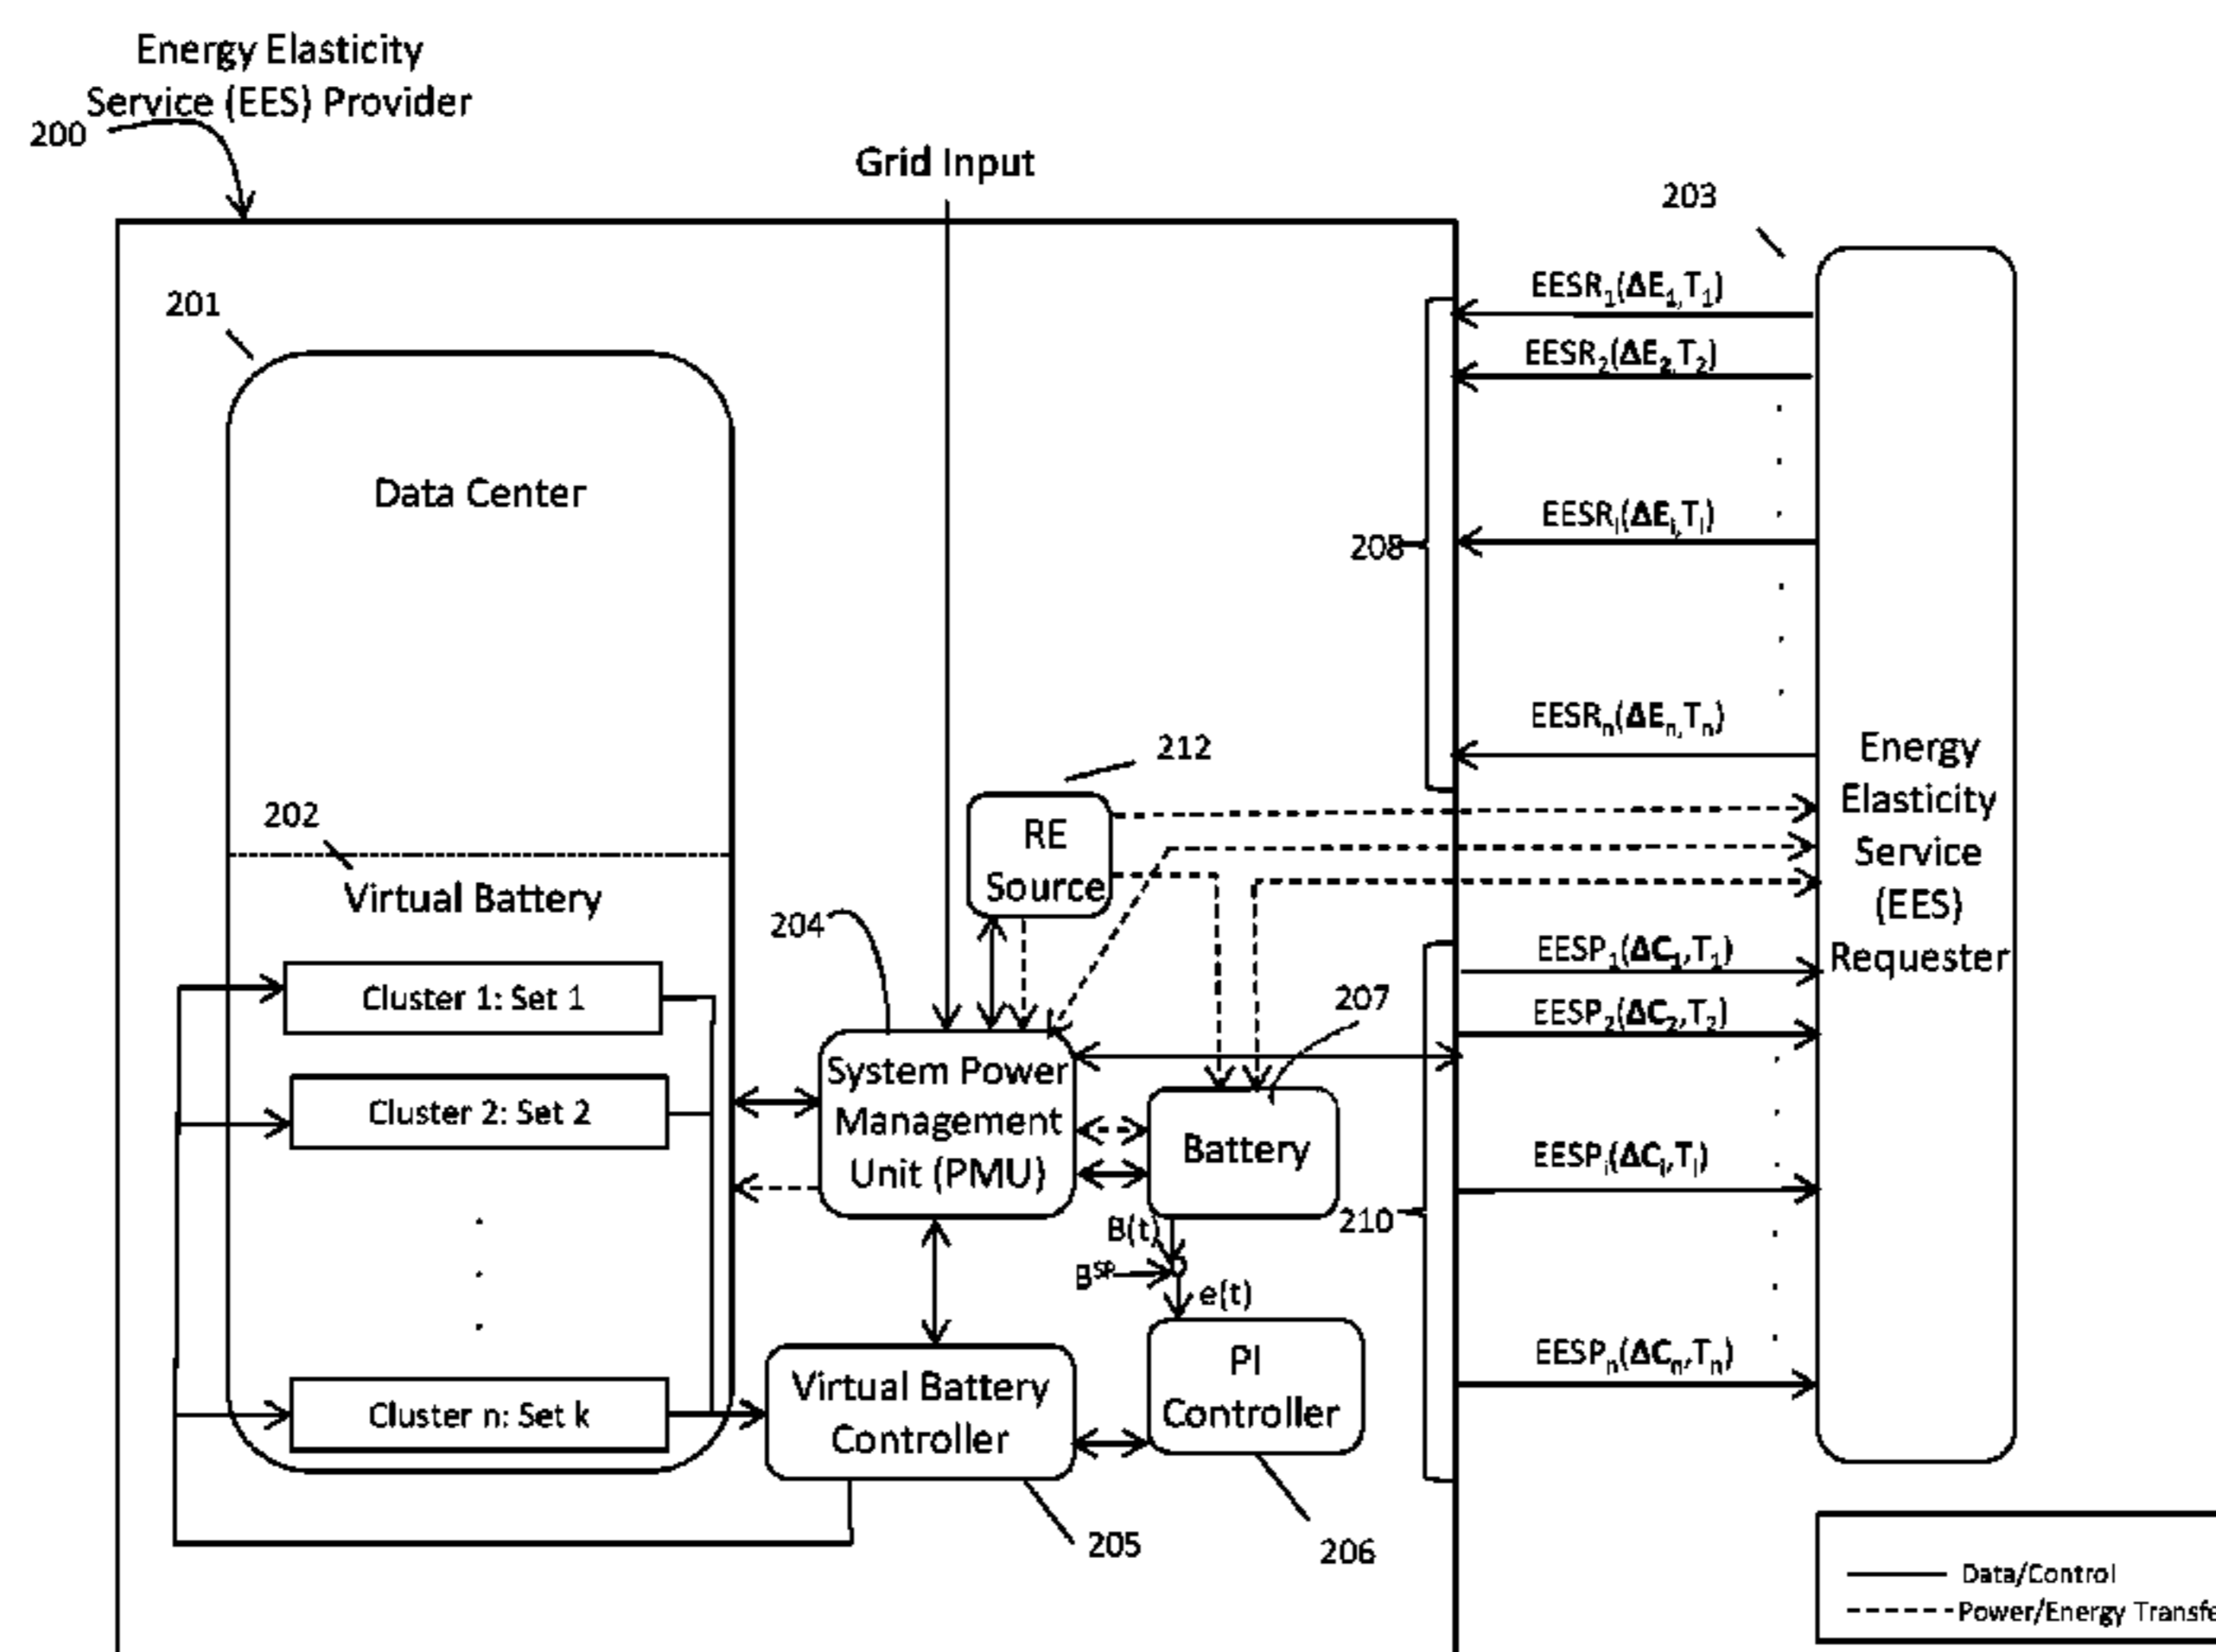 Energy Elasticity
Service (EES) Provider
200
Grid Input
203
201
EESR₁(ΔE₁,T₁)
EESR₂(ΔE₂,T₂)
Data Center
EESRᵢ(ΔEᵢ,Tᵢ)
208
EESRₙ(ΔEₙ,Tₙ)
212
RE
Source
Energy
Elasticity
Service
(EES)
Requester
202
Virtual Battery
204
EESP₁(ΔC₁,T₁)
Cluster 1: Set 1
207
EESP₂(ΔC₂,T₂)
System Power
Management
Unit (PMU)
Cluster 2: Set 2
Battery
EESPᵢ(ΔCᵢ,Tᵢ)
210
B(t)
Bˢᵖ
e(t)
EESPₙ(ΔCₙ,Tₙ)
PI
Controller
Virtual Battery
Controller
Cluster n: Set k
205
206
Data/Control
Power/Energy Transfe